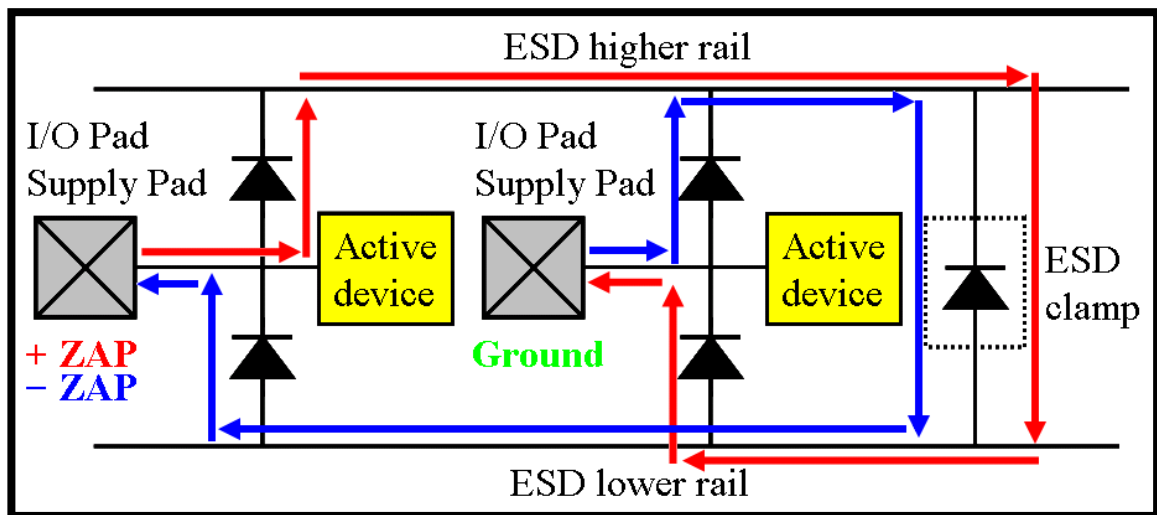 ESD higher rail
I/O Pad
Supply Pad
I/O Pad
Supply Pad
Active
device
Active
device
ESD
clamp
+ ZAP
− ZAP
Ground
ESD lower rail